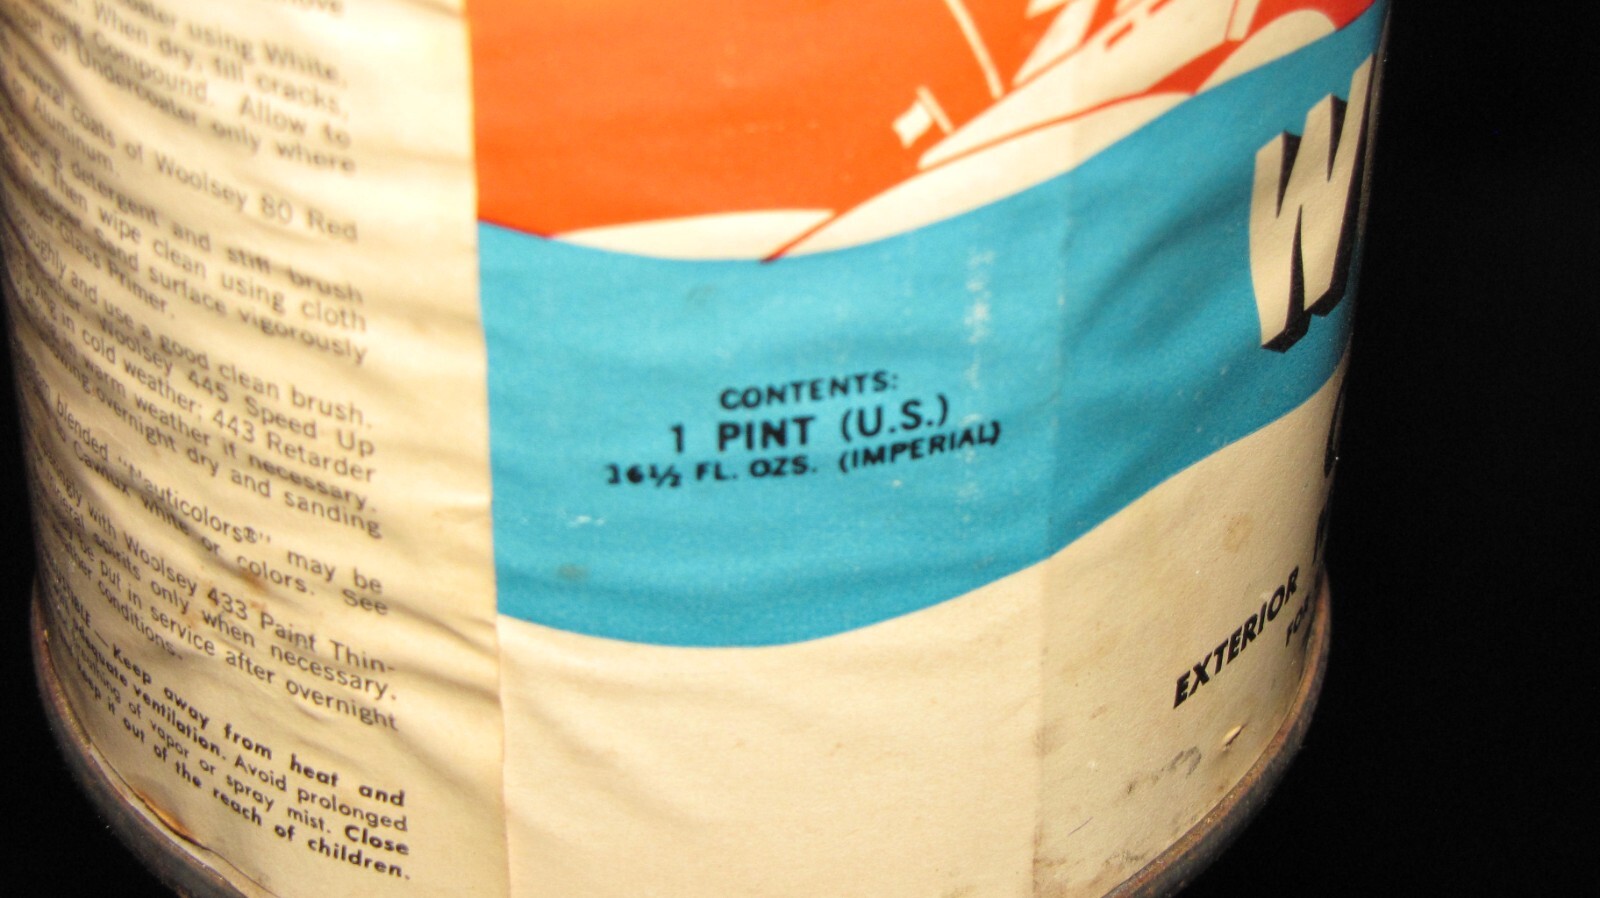 using White,
When dry, fill cracks,
Compound. Allow to
of Undercoater only where
several coats of Woolsey 80 Red
Aluminum.
detergent and stiff brush
Then wipe clean using cloth
Sand surface vigorously
Glass Primer.
and use a good clean brush.
Woolsey 445 Speed Up
in cold weather; 443 Retarder
in warm weather if necessary.
overnight dry and sanding
blended "Nauticolors®" may be
Cawlux white or colors. See
with Woolsey 433 Paint Thin-
spirits only when necessary.
be put in service after overnight
conditions.
Keep away from heat and
adequate ventilation. Avoid prolonged
of vapor or spray mist. Close
Keep it out of the reach of children.
CONTENTS:
1 PINT (U.S.)
16½ FL. OZS. (IMPERIAL)
W
EXTERIOR